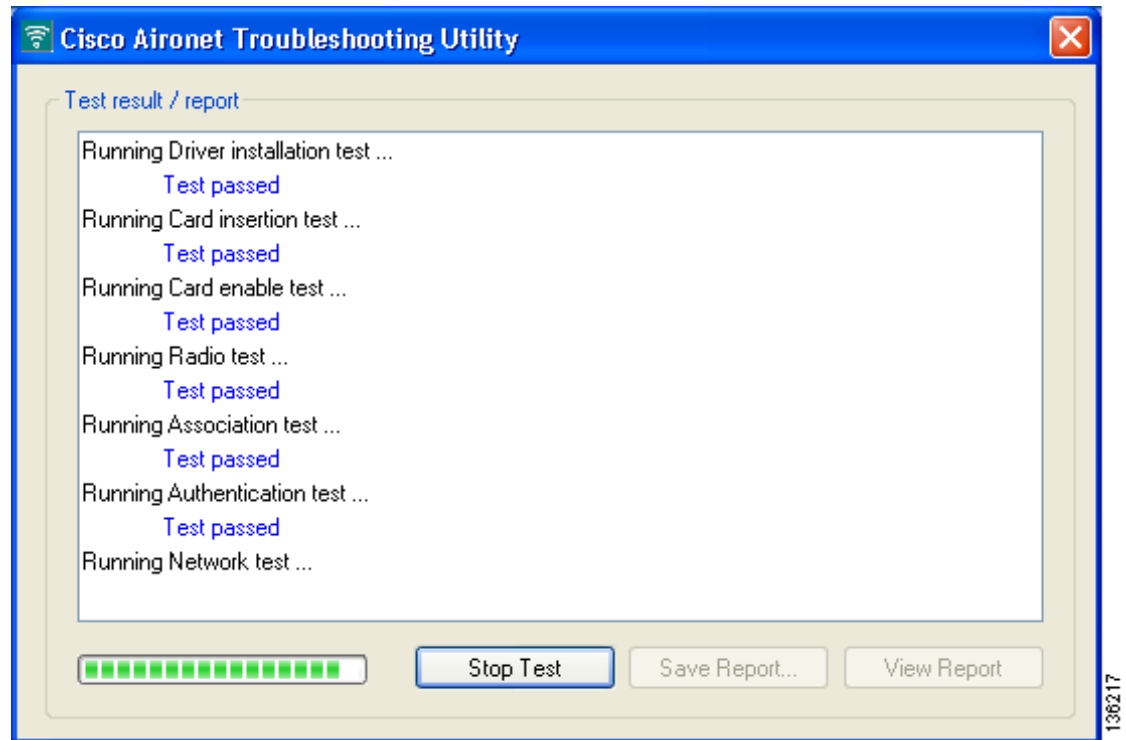 Cisco Aironet Troubleshooting Utility
Test result / report
Running Driver installation test ...
Test passed
Running Card insertion test ...
Test passed
Running Card enable test ...
Test passed
Running Radio test ...
Test passed
Running Association test ...
Test passed
Running Authentication test ...
Test passed
Running Network test ...
Stop Test
Save Report...
View Report
136217